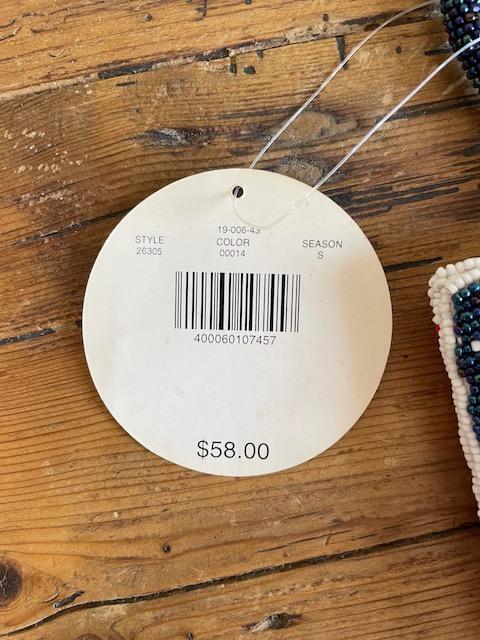 19-006-43
STYLE COLOR SEASON
26305 00014 S
400060107457
$58.00